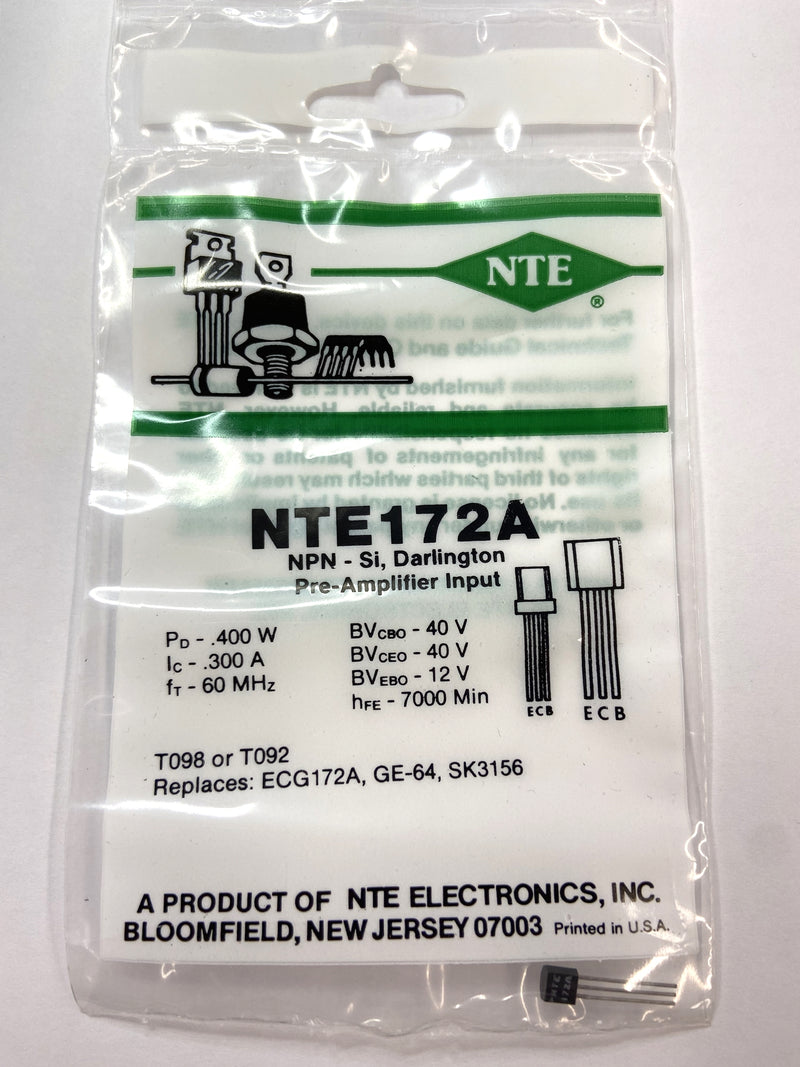 NTE
®
NTE172A
NPN - Si, Darlington
Pre-Amplifier Input
PD - .400 W
IC - .300 A
fT - 60 MHz
BVCBO - 40 V
BVCEO - 40 V
BVEBO - 12 V
hFE - 7000 Min
ECB
E C B
T098 or T092
Replaces: ECG172A, GE-64, SK3156
A PRODUCT OF NTE ELECTRONICS, INC.
BLOOMFIELD, NEW JERSEY 07003 Printed in U.S.A.
NTE
172A